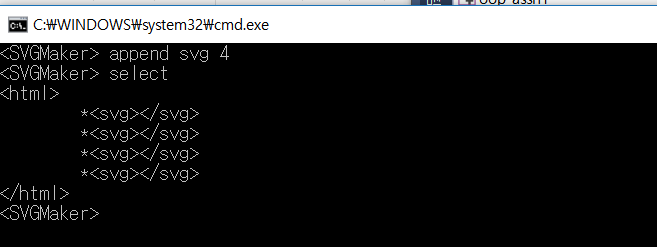 C:₩WINDOWS₩system32₩cmd.exe
<SVGMaker> append svg 4
<SVGMaker> select
<html>
*<svg></svg>
*<svg></svg>
*<svg></svg>
*<svg></svg>
</html>
<SVGMaker>